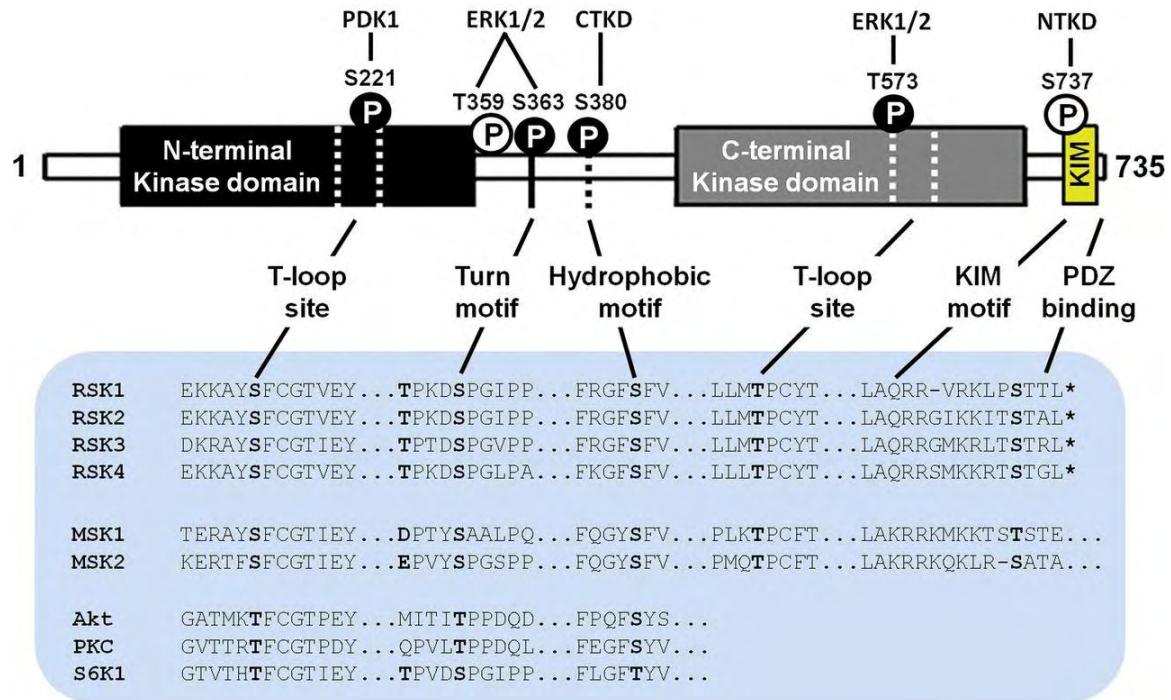 PDK1 ERK1/2 CTKD ERK1/2 NTKD
S221 T359 S363 S380 T573 S737
P P P P P P
1 N-terminal Kinase domain C-terminal Kinase domain KIM 735
T-loop site Turn motif Hydrophobic motif T-loop site KIM motif PDZ binding
RSK1 EKKAYSFCGTVEY...TPKDSPGIPP...FRGFSFV...LLMTPCYT...LAQRR-VRKLPSTTL*
RSK2 EKKAYSFCGTVEY...TPKDSPGIPP...FRGFSFV...LLMTPCYT...LAQRRGIKKITSTAL*
RSK3 DKRAYSFCGTIEY...TPTDSPGVPP...FRGFSFV...LLMTPCYT...LAQRRGMKRLTSTRL*
RSK4 EKKAYSFCGTVEY...TPKDSPGLPA...FKGFSFV...LLLTPCYT...LAQRRSMKKRTSTGL*
MSK1 TERAYSFCGTIEY...DPTYSAALPQ...FQGYSFV...PLKTPCFT...LAKRRKMKKTSTSTE...
MSK2 KERTFSFCGTIEY...EPVYSPGSPP...FQGYSFV...PMQTPCFT...LAKRRKQKLR-SATA...
Akt GATMKTFCGTPEY...MITITPPDQD...FPQFSYS...
PKC GVTTRTFCGTPDY...QPVLTPPDQL...FEGFSYV...
S6K1 GTVTHTFCGTIEY...TPVDSPGIPP...FLGFTYV...